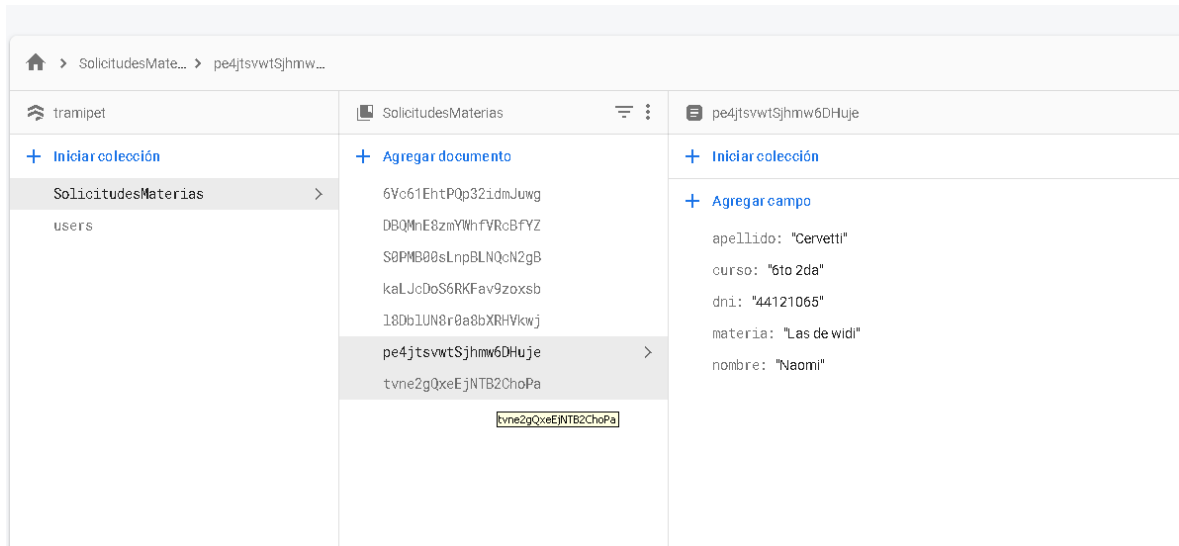 SolicitudesMate... > pe4jtsvwtSjhmw...
tramipet
Iniciar colección
SolicitudesMaterias
users
SolicitudesMaterias
Agregar documento
6Vc61EhtPQp32idmJuwg
DBQMnE8zmYWhfVRcBfYZ
S0PMB00sLnpBLNQcN2gB
kaLJcDoS6RKFav9zoxsb
l8DblUN8r0a8bXRHVkwj
pe4jtsvwtSjhmw6DHuje
tvne2gQxeEjNTB2ChoPa
tvne2gQxeEjNTB2ChoPa
pe4jtsvwtSjhmw6DHuje
Iniciar colección
Agregar campo
apellido: "Cervetti"
curso: "6to 2da"
dni: "44121065"
materia: "Las de widi"
nombre: "Naomi"